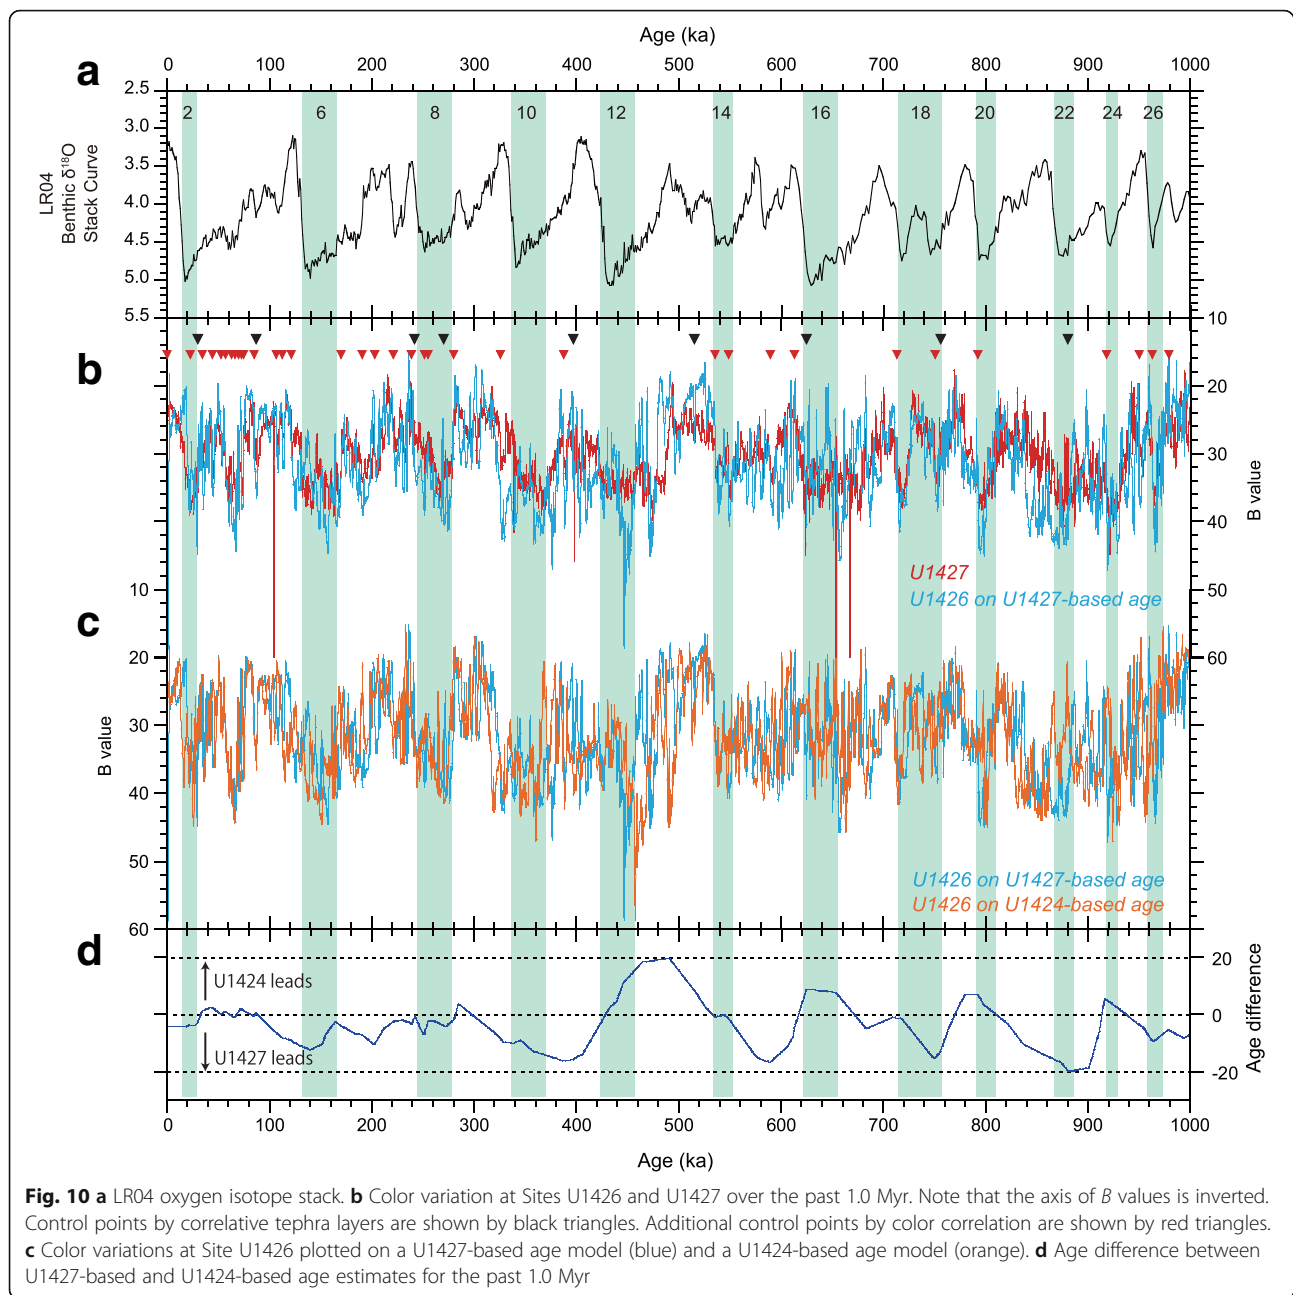 Age (ka)
a
0 100 200 300 400 500 600 700 800 900 1000
2.5
3.0
3.5
4.0
4.5
5.0
5.5
LR04
Benthic δ¹⁸O
Stack Curve
2 6 8 10 12 14 16 18 20 22 24 26
b
10
20
30
40
50
60
B value
U1427
U1426 on U1427-based age
c
10
20
30
40
50
60
B value
U1426 on U1427-based age
U1426 on U1424-based age
d
U1424 leads
U1427 leads
20
0
-20
Age difference
0 100 200 300 400 500 600 700 800 900 1000
Age (ka)
Fig. 10 a LR04 oxygen isotope stack. b Color variation at Sites U1426 and U1427 over the past 1.0 Myr. Note that the axis of B values is inverted.
Control points by correlative tephra layers are shown by black triangles. Additional control points by color correlation are shown by red triangles.
c Color variations at Site U1426 plotted on a U1427-based age model (blue) and a U1424-based age model (orange). d Age difference between
U1427-based and U1424-based age estimates for the past 1.0 Myr